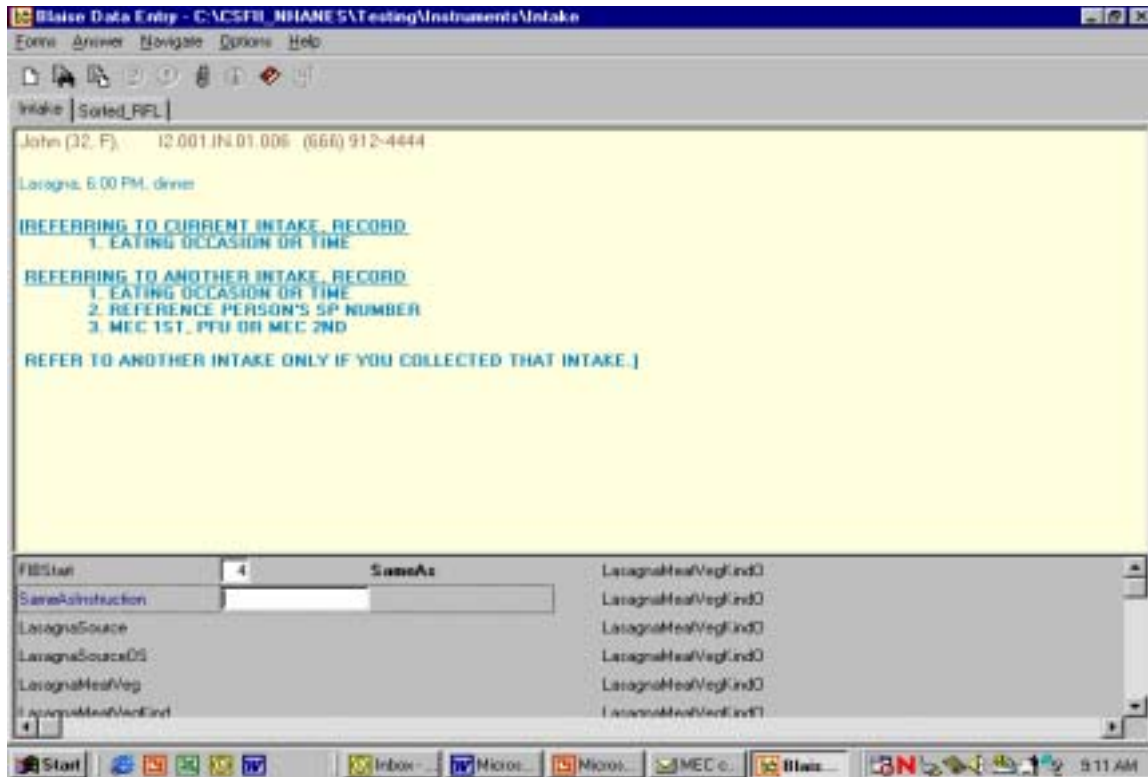 Blaise Data Entry - C:\CSFII_NHANES\Testing\Instruments\Intake
Forms Answer Navigate Options Help
Intake Sorted_RFL
John (32, F), I2.001.IN.01.006 (666) 912-4444
Lasagna, 6:00 PM, dinner
[REFERRING TO CURRENT INTAKE, RECORD
1. EATING OCCASION OR TIME
REFERRING TO ANOTHER INTAKE, RECORD
1. EATING OCCASION OR TIME
2. REFERENCE PERSON'S SP NUMBER
3. MEC 1ST, PFU OR MEC 2ND
REFER TO ANOTHER INTAKE ONLY IF YOU COLLECTED THAT INTAKE.]
4 SameAs LasagnaMeatVegKindO
SameAsInstruction LasagnaMeatVegKindO
LasagnaSource LasagnaMeatVegKindO
LasagnaSourceOS LasagnaMeatVegKindO
LasagnaMeatVeg LasagnaMeatVegKindO
LasagnaMeatVegKind LasagnaMeatVegKindO
Start Inbox - ... Micros... Micros... MEC c... Blais... 9:11 AM